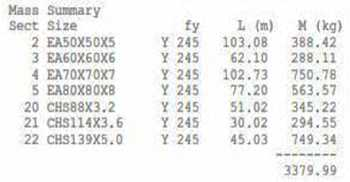 Mass Summary
Sect Size fy L (m) M (kg)
2 EA50X50X5 Y 245 103.08 388.42
3 EA60X60X6 Y 245 62.10 288.11
4 EA70X70X7 Y 245 102.73 750.78
5 EA80X80X8 Y 245 77.20 563.57
20 CHS88X3.2 Y 245 51.02 345.22
21 CHS114X3.6 Y 245 30.02 294.55
22 CHS139X5.0 Y 245 45.03 749.34
--------
3379.99